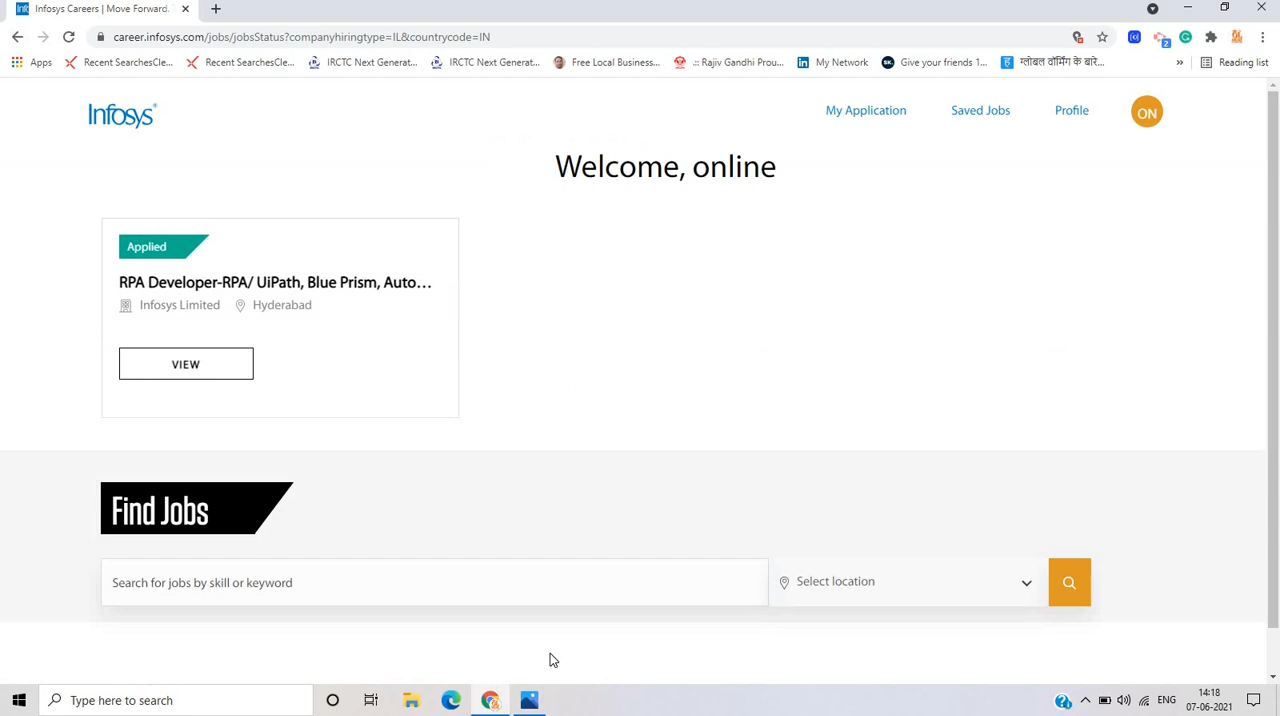 Infosys Careers | Move Forward.
career.infosys.com/jobs/jobsStatus?companyhiringtype=IL&countrycode=IN
2
Apps
Recent SearchesCle...
Recent SearchesCle...
IRCTC Next Generat...
IRCTC Next Generat...
Free Local Business...
.:: Rajiv Gandhi Prou...
My Network
Give your friends 1...
ग्लोबल वॉर्मिंग के बारे...
»
Reading list
Infosys®
My Application
Saved Jobs
Profile
ON
Welcome, online
Applied
RPA Developer-RPA/ UiPath, Blue Prism, Auto...
Infosys Limited
Hyderabad
VIEW
Find Jobs
Search for jobs by skill or keyword
Select location
Type here to search
ENG
14:18
07-06-2021